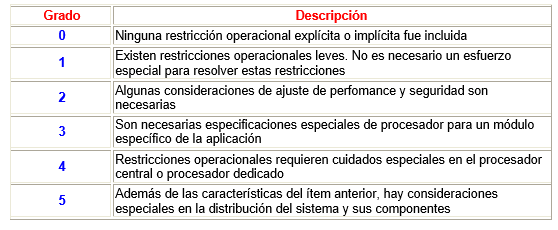 Grado Descripción
0 Ninguna restricción operacional explícita o implícita fue incluida
1 Existen restricciones operacionales leves. No es necesario un esfuerzo
especial para resolver estas restricciones
2 Algunas consideraciones de ajuste de perfomance y seguridad son
necesarias
3 Son necesarias especificaciones especiales de procesador para un módulo
específico de la aplicación
4 Restricciones operacionales requieren cuidados especiales en el procesador
central o procesador dedicado
5 Además de las características del ítem anterior, hay consideraciones
especiales en la distribución del sistema y sus componentes